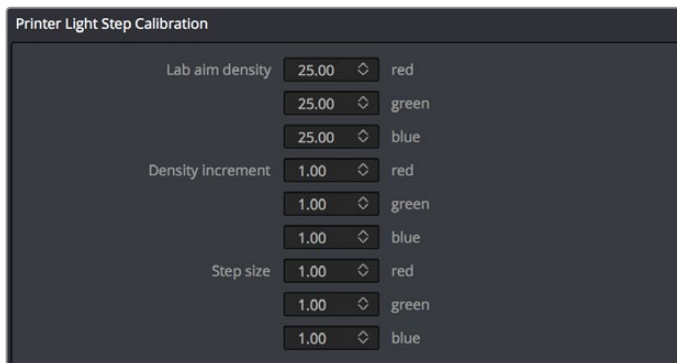 Printer Light Step Calibration
Lab aim density 25.00 red
25.00 green
25.00 blue
Density increment 1.00 red
1.00 green
1.00 blue
Step size 1.00 red
1.00 green
1.00 blue